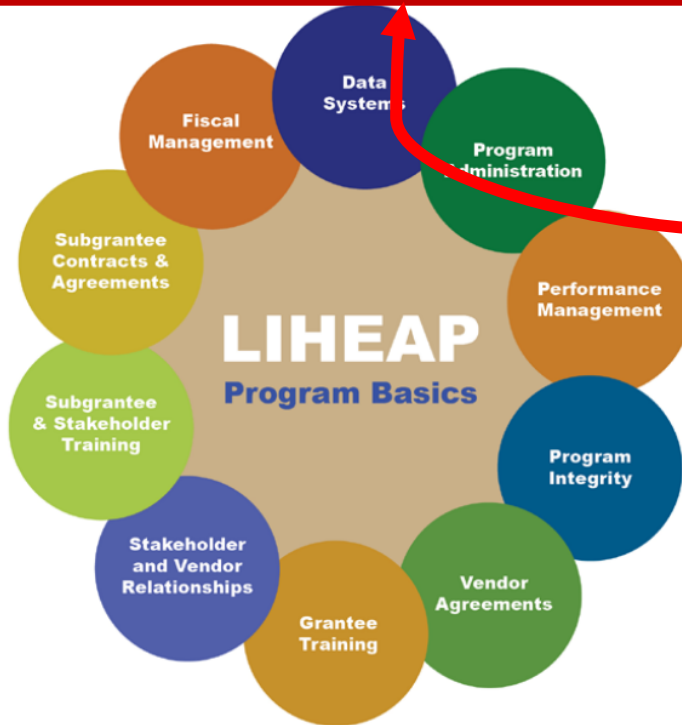 Data
Systems
Program
Administration
Performance
Management
Program
Integrity
Vendor
Agreements
Grantee
Training
Stakeholder
and Vendor
Relationships
Subgrantee
& Stakeholder
Training
Subgrantee
Contracts &
Agreements
Fiscal
Management
LIHEAP
Program Basics